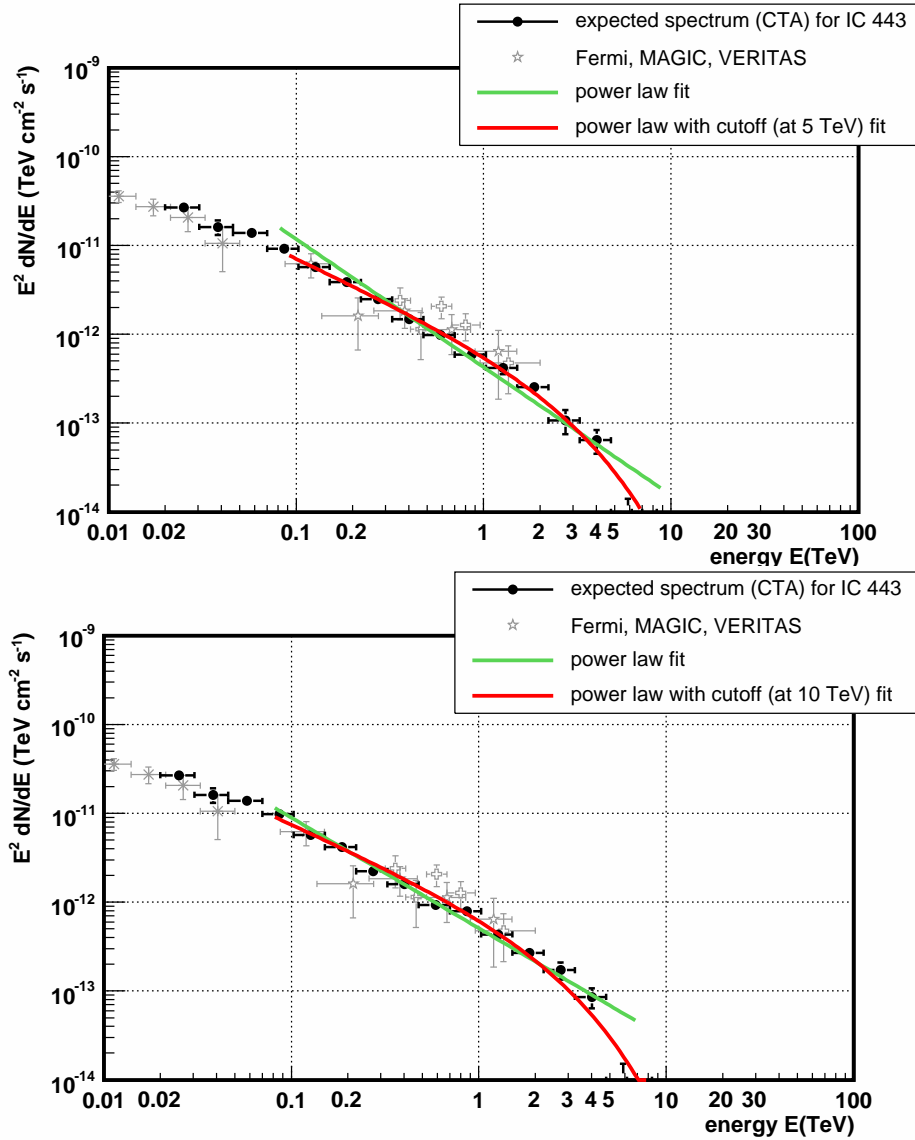 expected spectrum (CTA) for IC 443
Fermi, MAGIC, VERITAS
power law fit
power law with cutoff (at 5 TeV) fit
E² dN/dE (TeV cm⁻² s⁻¹)
10⁻⁹
10⁻¹⁰
10⁻¹¹
10⁻¹²
10⁻¹³
10⁻¹⁴
0.01 0.02 0.1 0.2 1 2 3 4 5 10 20 30 100
energy E(TeV)
expected spectrum (CTA) for IC 443
Fermi, MAGIC, VERITAS
power law fit
power law with cutoff (at 10 TeV) fit
E² dN/dE (TeV cm⁻² s⁻¹)
10⁻⁹
10⁻¹⁰
10⁻¹¹
10⁻¹²
10⁻¹³
10⁻¹⁴
0.01 0.02 0.1 0.2 1 2 3 4 5 10 20 30 100
energy E(TeV)